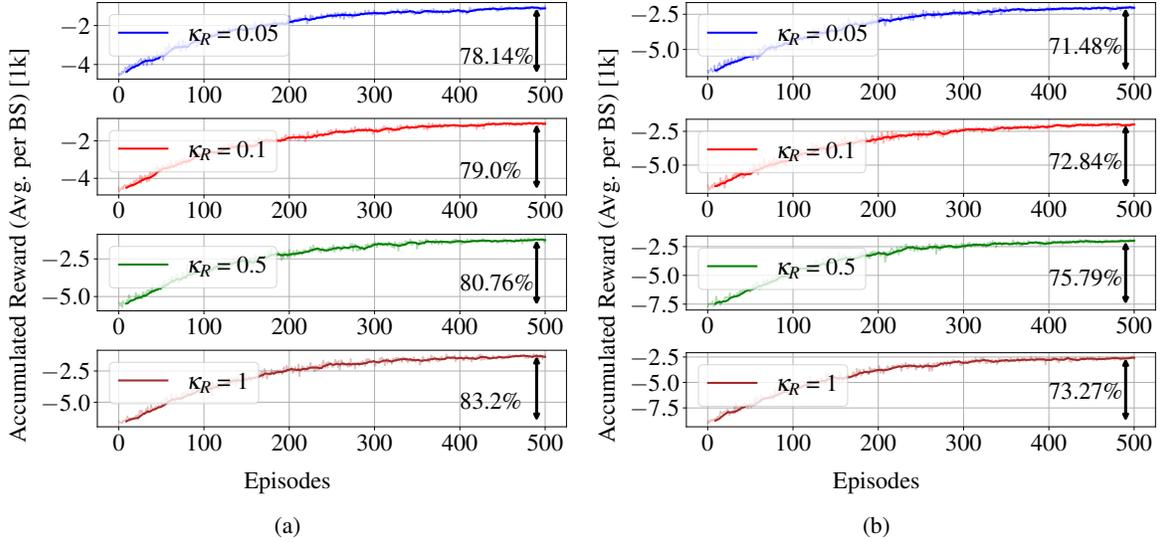 Accumulated Reward (Avg. per BS) [1k]
−2
−4
κR = 0.05
78.14%
0 100 200 300 400 500
−2
−4
κR = 0.1
79.0%
0 100 200 300 400 500
−2.5
−5.0
κR = 0.5
80.76%
0 100 200 300 400 500
−2.5
−5.0
κR = 1
83.2%
0 100 200 300 400 500
Episodes
(a)
Accumulated Reward (Avg. per BS) [1k]
−2.5
−5.0
κR = 0.05
71.48%
0 100 200 300 400 500
−2.5
−5.0
κR = 0.1
72.84%
0 100 200 300 400 500
−2.5
−5.0
−7.5
κR = 0.5
75.79%
0 100 200 300 400 500
−2.5
−5.0
−7.5
κR = 1
73.27%
0 100 200 300 400 500
Episodes
(b)